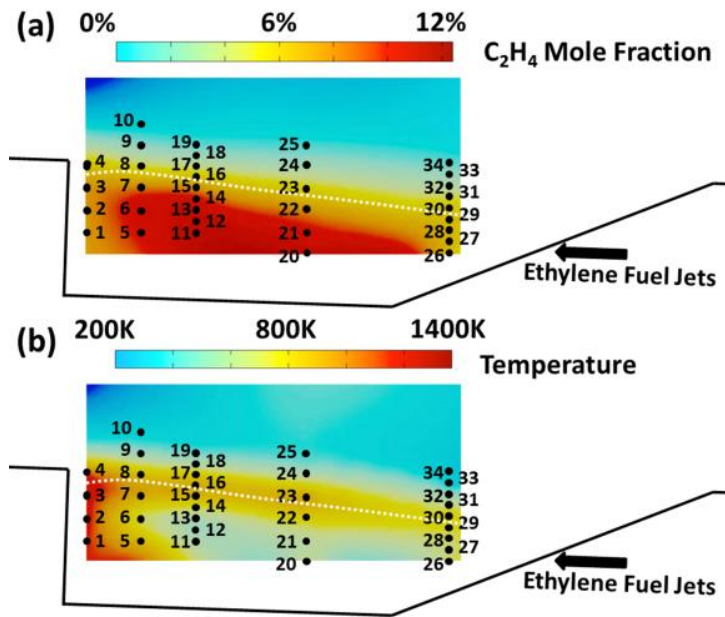 (a)
0% 6% 12%
C₂H₄ Mole Fraction
10
9 19 25
18
4 8 17 24 34 33
16
3 7 15 23 32 31
14
2 6 13 22 30 29
12
1 5 11 21 28 27
20 26
Ethylene Fuel Jets
(b)
200K 800K 1400K
Temperature
10
9 19 25
18
4 8 17 24 34 33
16
3 7 15 23 32 31
14
2 6 13 22 30 29
12
1 5 11 21 28 27
20 26
Ethylene Fuel Jets